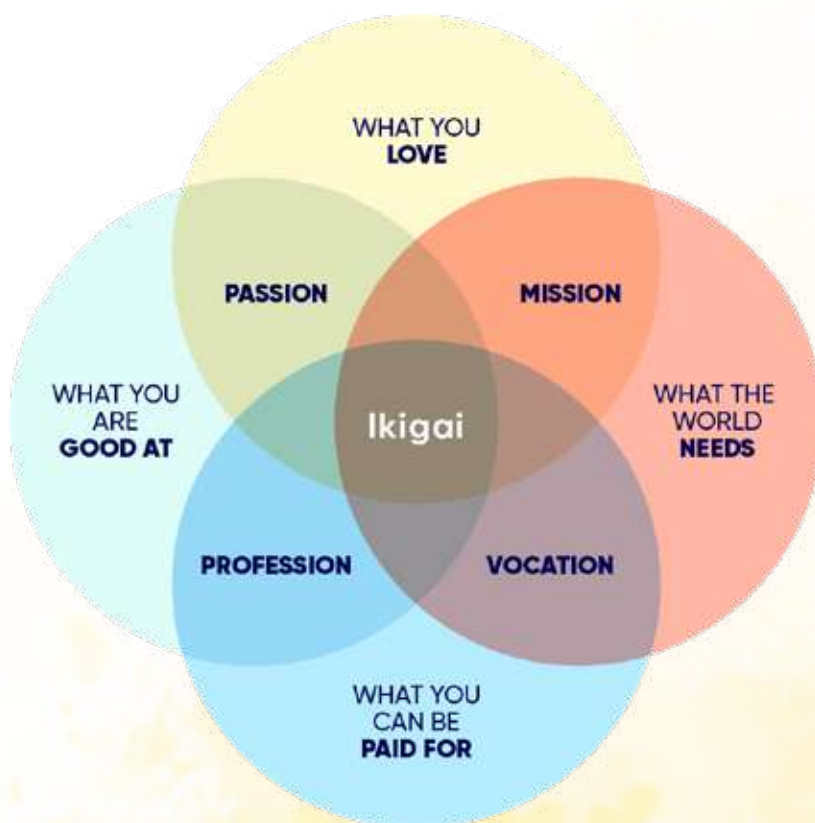 WHAT YOU
LOVE
PASSION
MISSION
WHAT YOU
ARE
GOOD AT
Ikigai
WHAT THE
WORLD
NEEDS
PROFESSION
VOCATION
WHAT YOU
CAN BE
PAID FOR